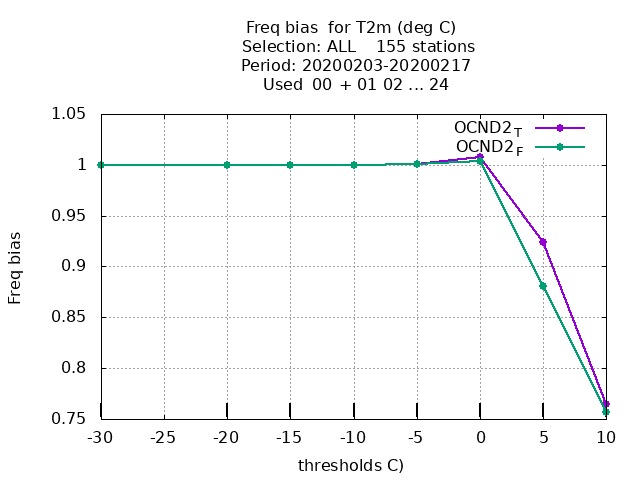 Freq bias  for T2m (deg C)
Selection: ALL    155 stations
Period: 20200203-20200217
Used  00 + 01 02 ... 24
OCND2T
OCND2F
1.05
1
0.95
0.9
0.85
0.8
0.75
Freq bias
-30 -25 -20 -15 -10 -5 0 5 10
thresholds C)